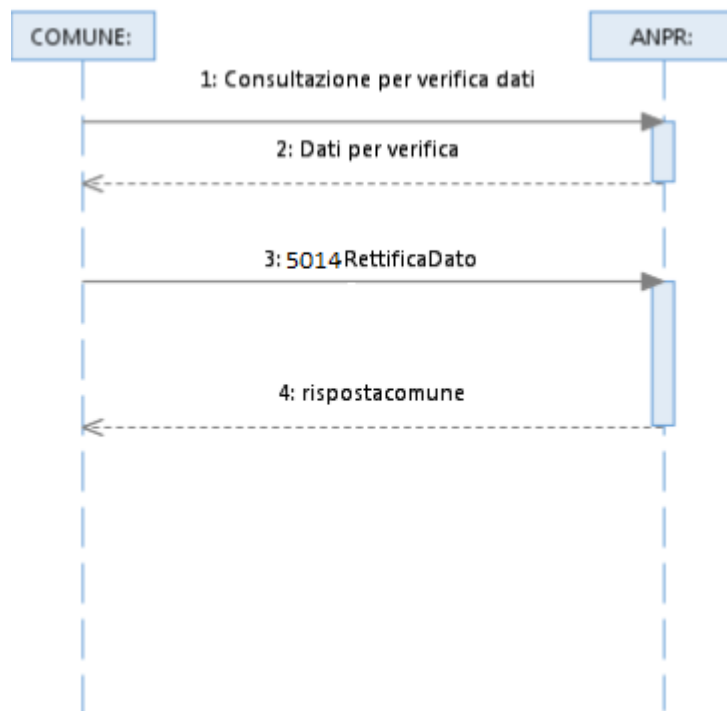 COMUNE:
ANPR:
1: Consultazione per verifica dati
2: Dati per verifica
3: 5014RettificaDato
4: rispostacomune